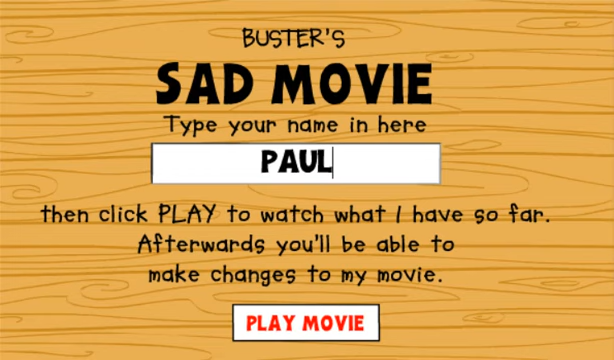 BUSTER'S
SAD MOVIE
Type your name in here
PAUL
then click PLAY to watch what I have so far.
Afterwards you'll be able to
make changes to my movie.
PLAY MOVIE